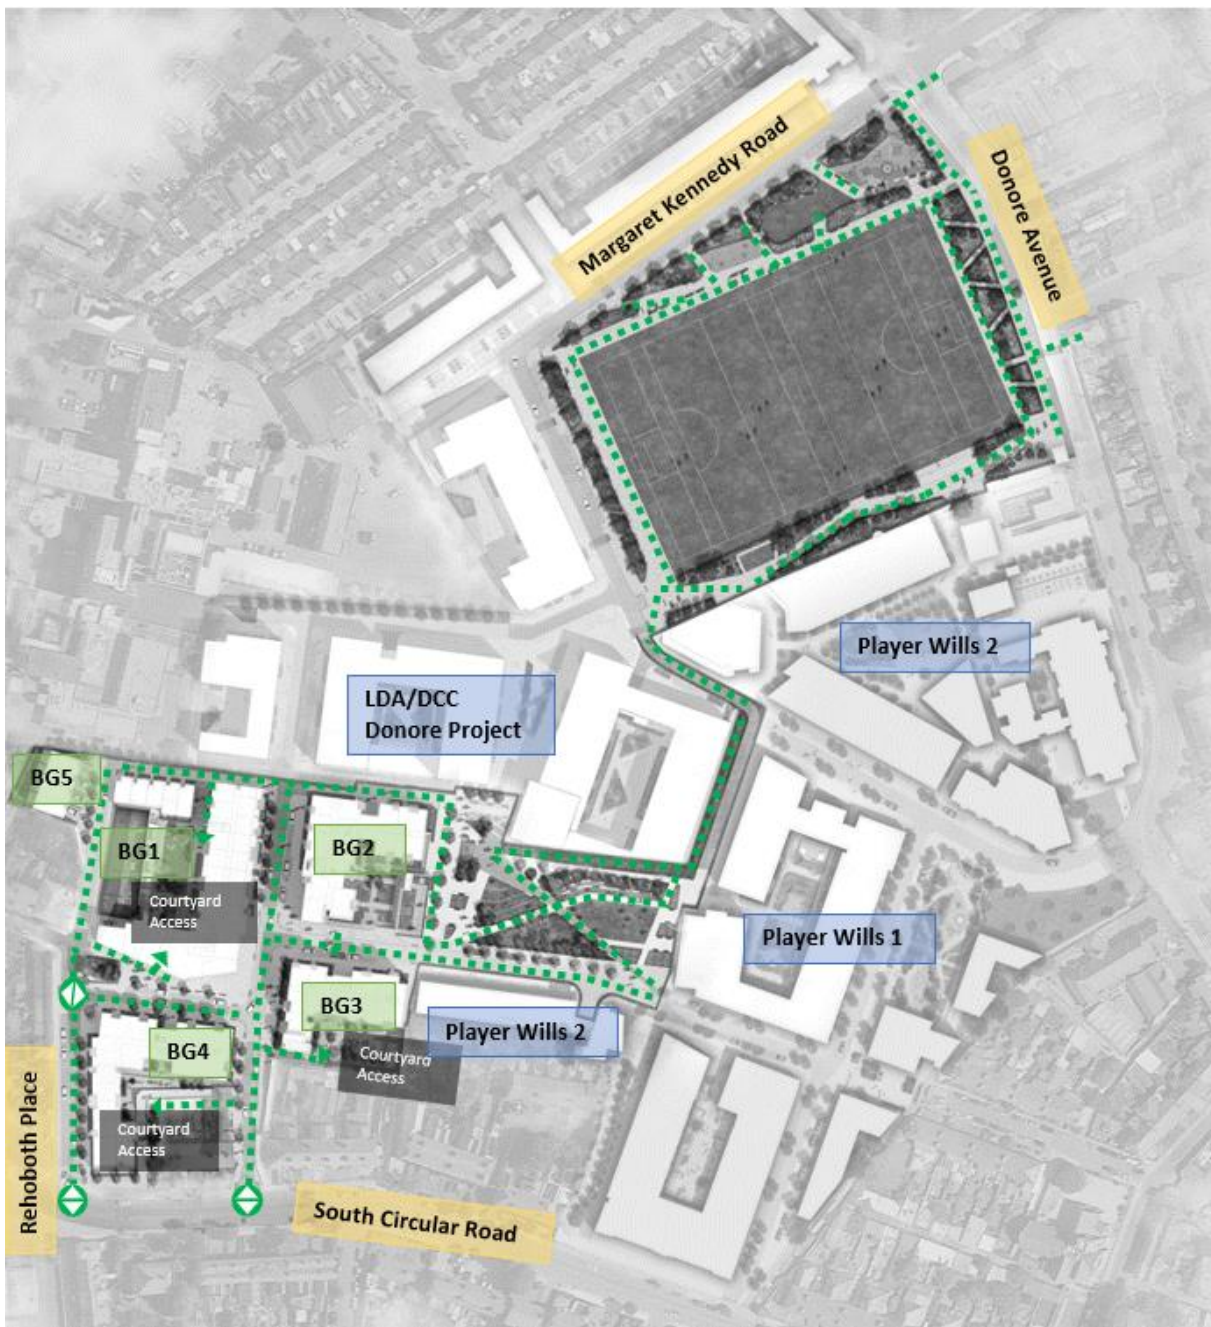 Margaret Kennedy Road
Donore Avenue
Player Wills 2
LDA/DCC
Donore Project
BG5
BG1
BG2
Courtyard
Access
Player Wills 1
BG3
Player Wills 2
BG4
Courtyard
Access
Courtyard
Access
Rehoboth Place
South Circular Road